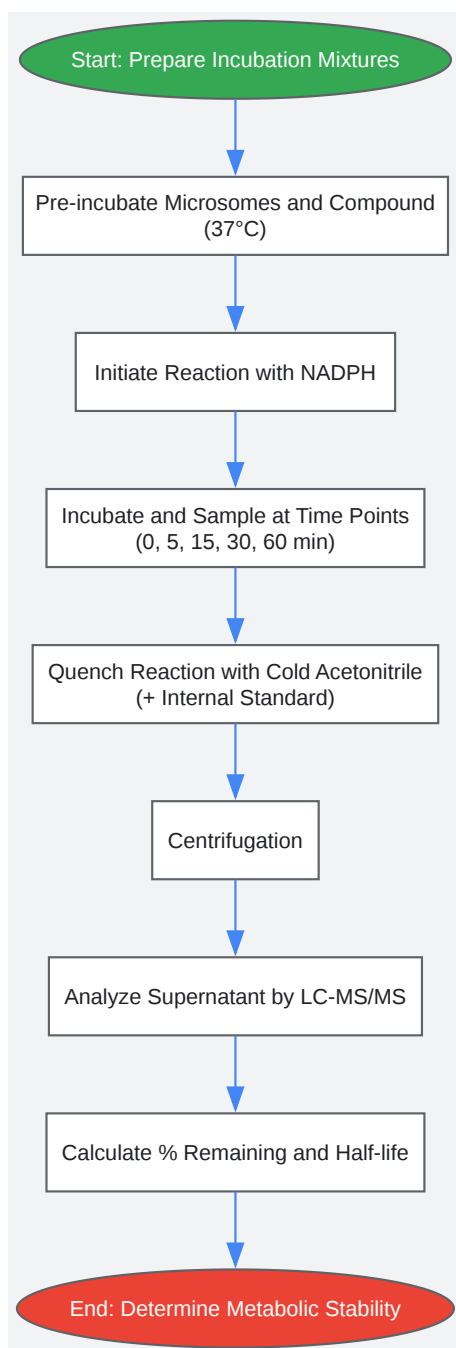 Start: Prepare Incubation Mixtures
Pre-incubate Microsomes and Compound
(37°C)
Initiate Reaction with NADPH
Incubate and Sample at Time Points
(0, 5, 15, 30, 60 min)
Quench Reaction with Cold Acetonitrile
(+ Internal Standard)
Centrifugation
Analyze Supernatant by LC-MS/MS
Calculate % Remaining and Half-life
End: Determine Metabolic Stability